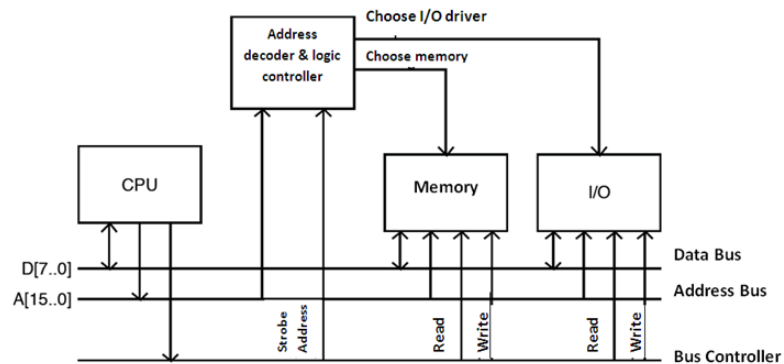 Choose I/O driver
Address
decoder & logic
controller
Choose memory
CPU
Memory
I/O
D[7..0]
Data Bus
A[15..0]
Address Bus
Strobe
Address
Read
Write
Read
Write
Bus Controller